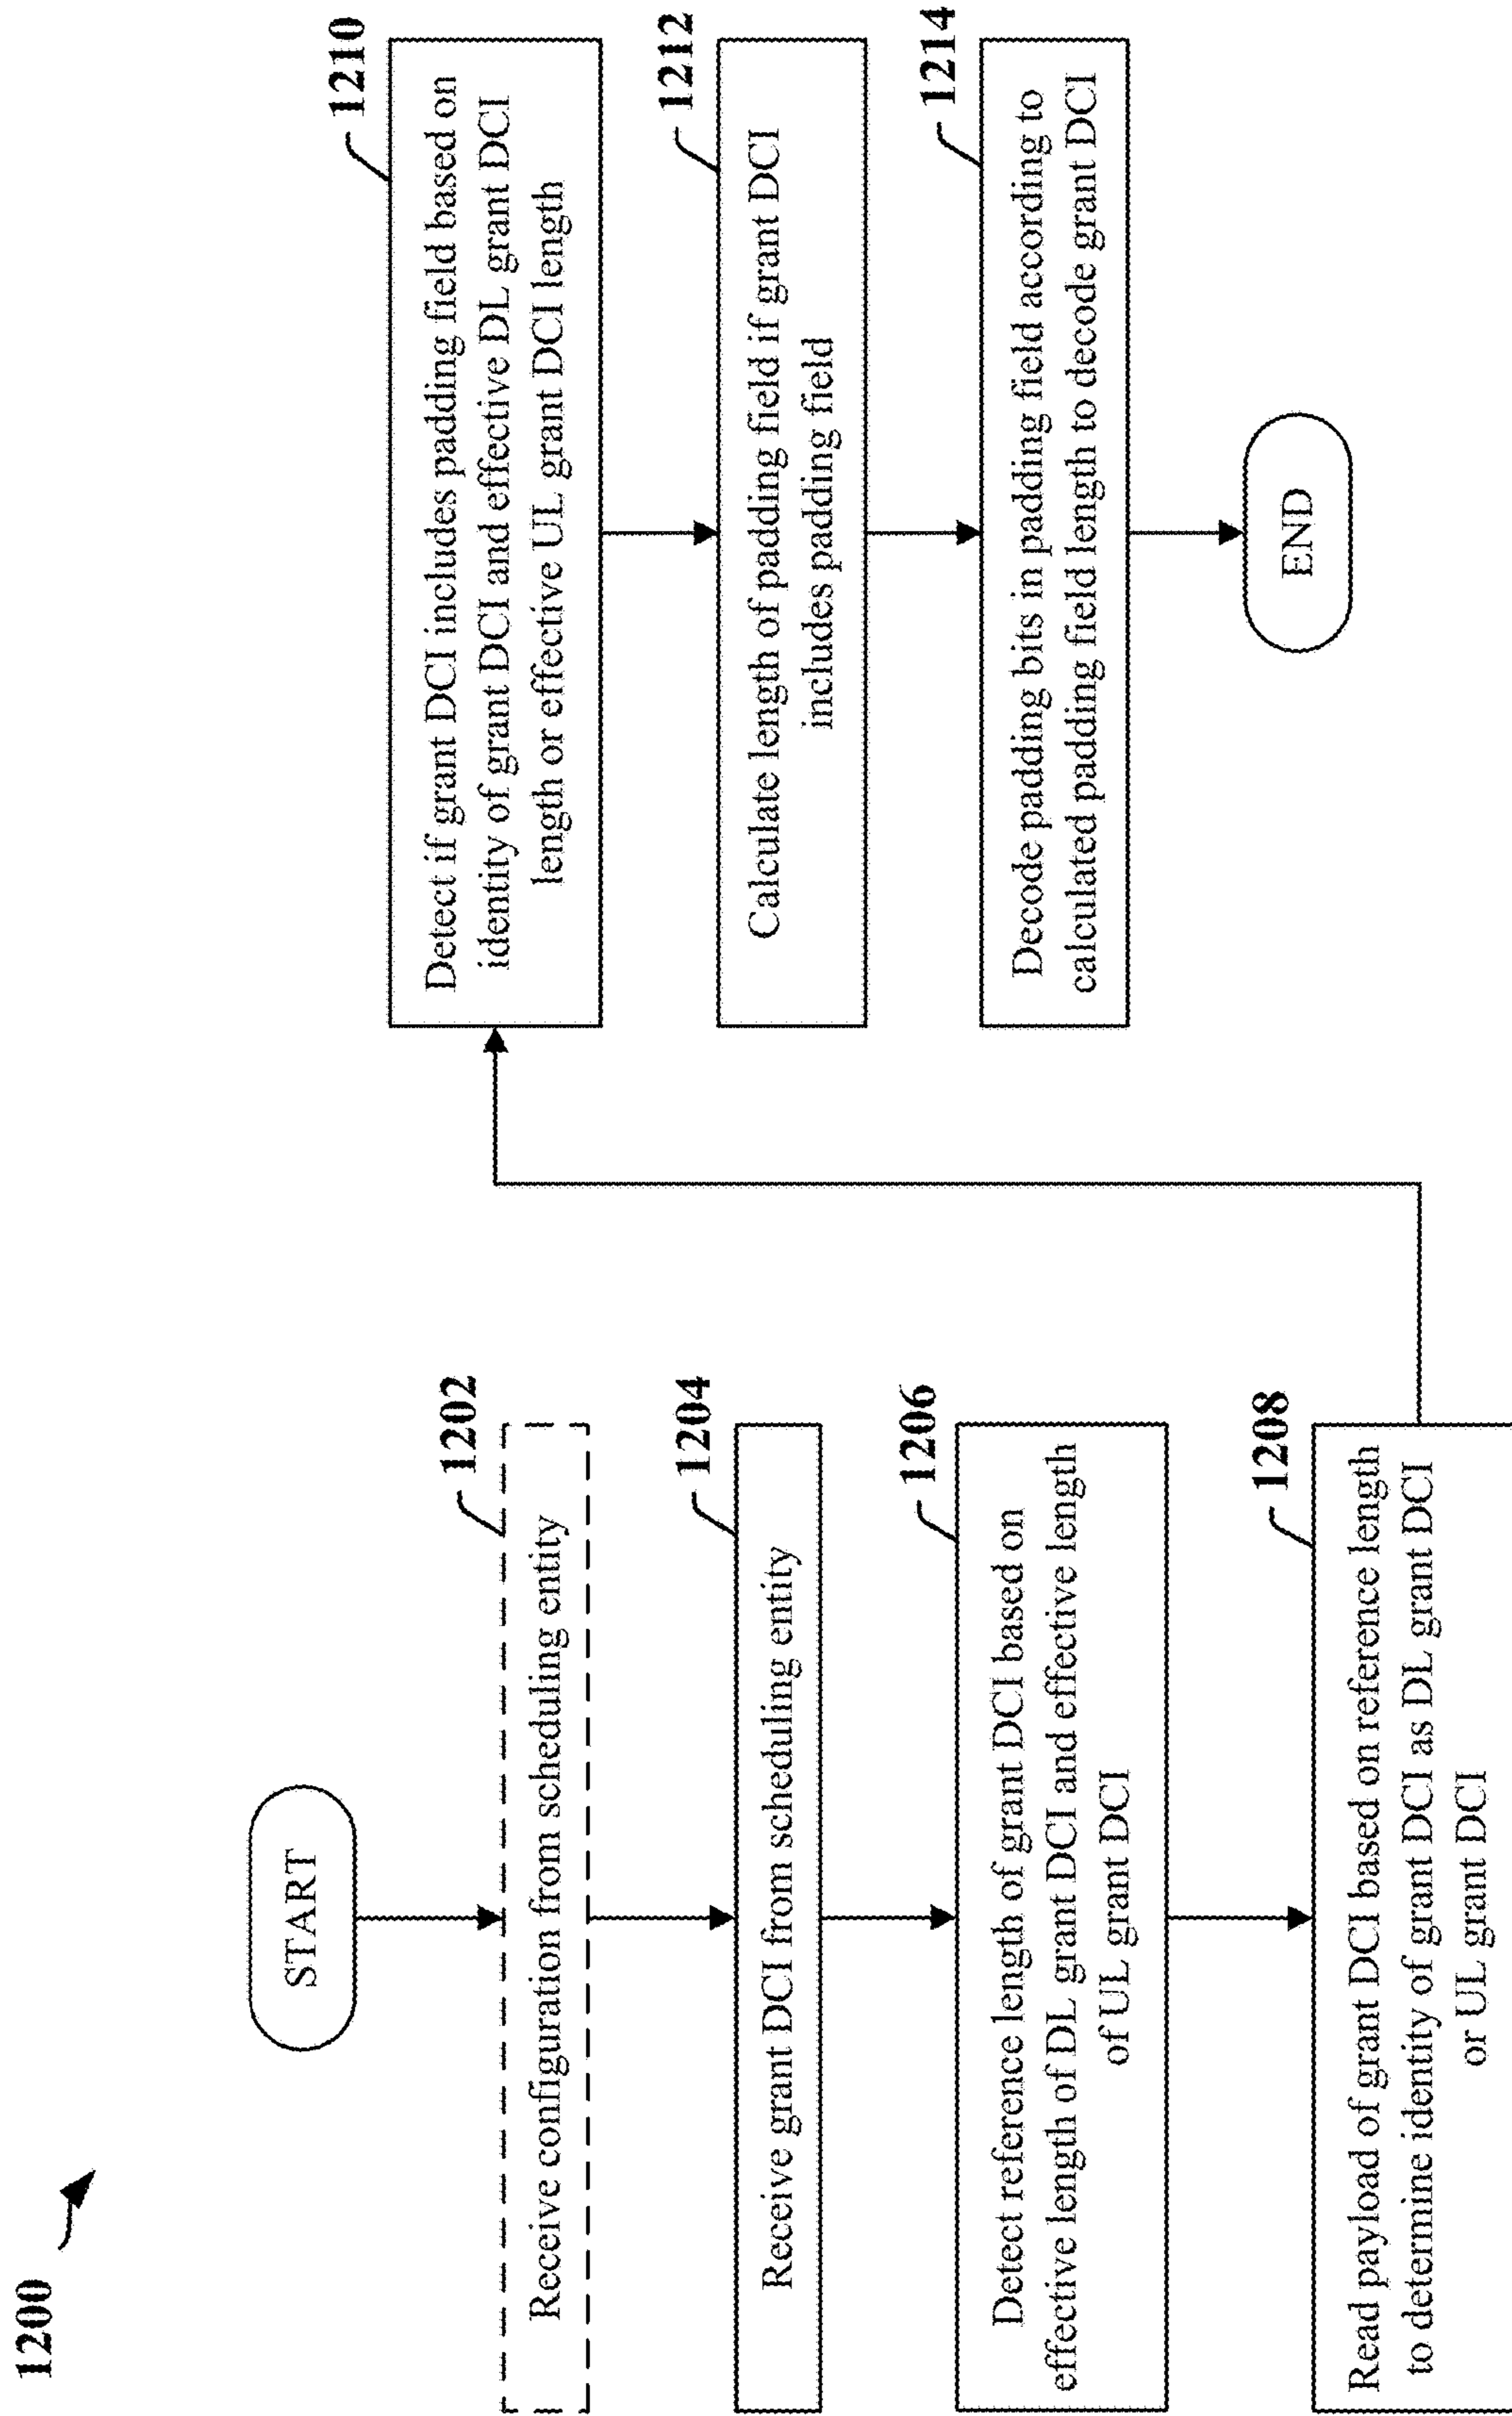 1200
START
1202
Receive configuration from scheduling entity
1204
Receive grant DCI from scheduling entity
1206
Detect reference length of grant DCI based on
effective length of DL grant DCI and effective length
of UL grant DCI
1208
Read payload of grant DCI based on reference length
to determine identity of grant DCI as DL grant DCI
or UL grant DCI
1210
Detect if grant DCI includes padding field based on
identity of grant DCI and effective DL grant DCI
length or effective UL grant DCI length
1212
Calculate length of padding field if grant DCI
includes padding field
1214
Decode padding bits in padding field according to
calculated padding field length to decode grant DCI
END